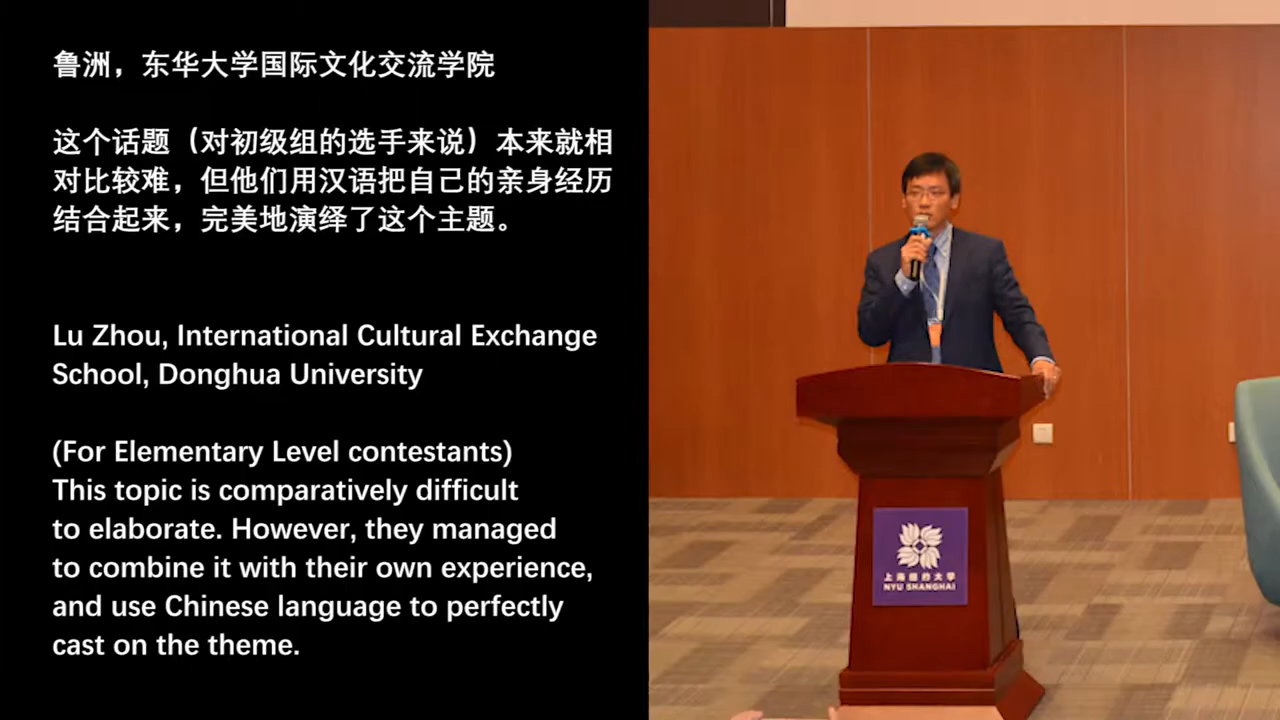 鲁洲，东华大学国际文化交流学院
这个话题（对初级组的选手来说）本来就相
对比较难，但他们用汉语把自己的亲身经历
结合起来，完美地演绎了这个主题。
Lu Zhou, International Cultural Exchange
School, Donghua University
(For Elementary Level contestants)
This topic is comparatively difficult
to elaborate. However, they managed
to combine it with their own experience,
and use Chinese language to perfectly
cast on the theme.
上海纽约大学
NYU SHANGHAI